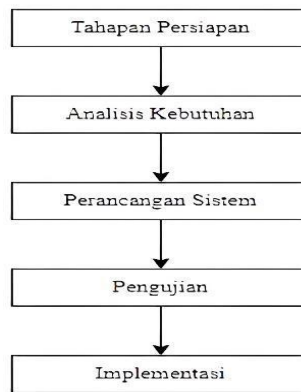 Tahapan Persiapan
Analisis Kebutuhan
Perancangan Sistem
Pengujian
Implementasi